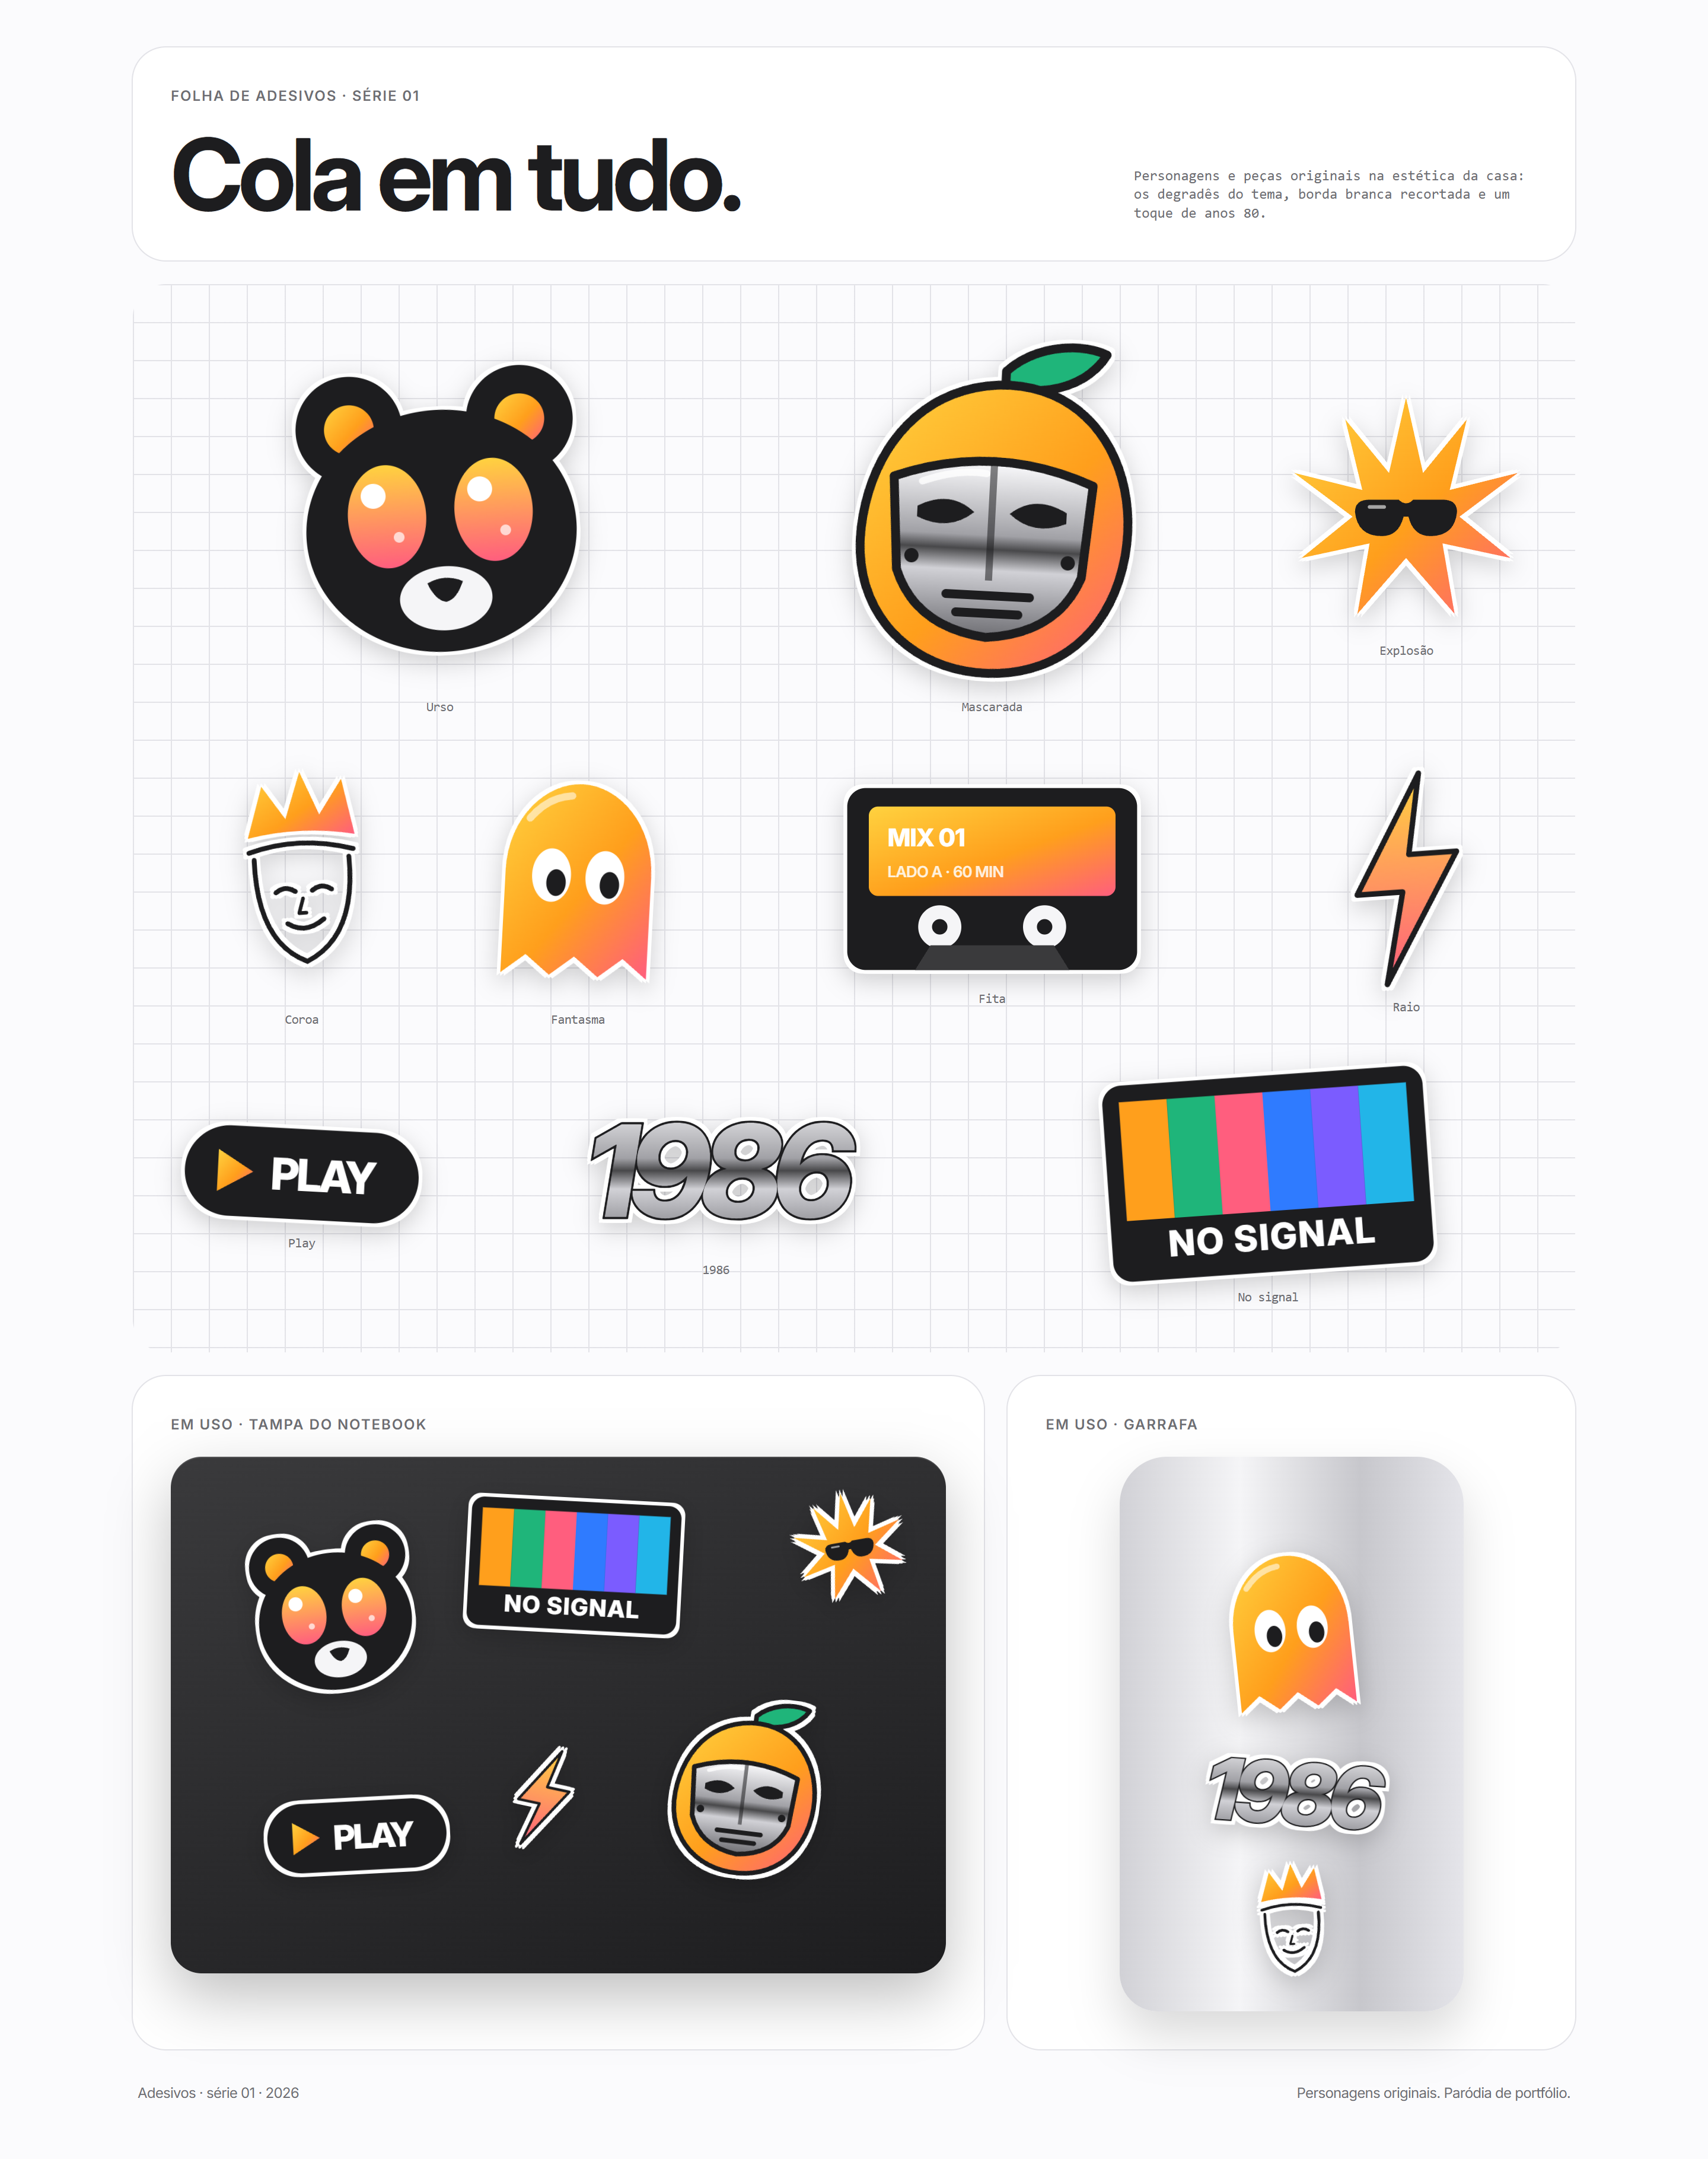 FOLHA DE ADESIVOS · SÉRIE 01
Cola em tudo.
Personagens e peças originais na estética da casa:
os degradês do tema, borda branca recortada e um
toque de anos 80.
Urso
Mascarada
Explosão
MIX 01
LADO A · 60 MIN
Coroa
Fantasma
Fita
Raio
PLAY
Play
1986
1986
NO SIGNAL
No signal
EM USO · TAMPA DO NOTEBOOK
NO SIGNAL
PLAY
EM USO · GARRAFA
1986
Adesivos · série 01 · 2026
Personagens originais. Paródia de portfólio.